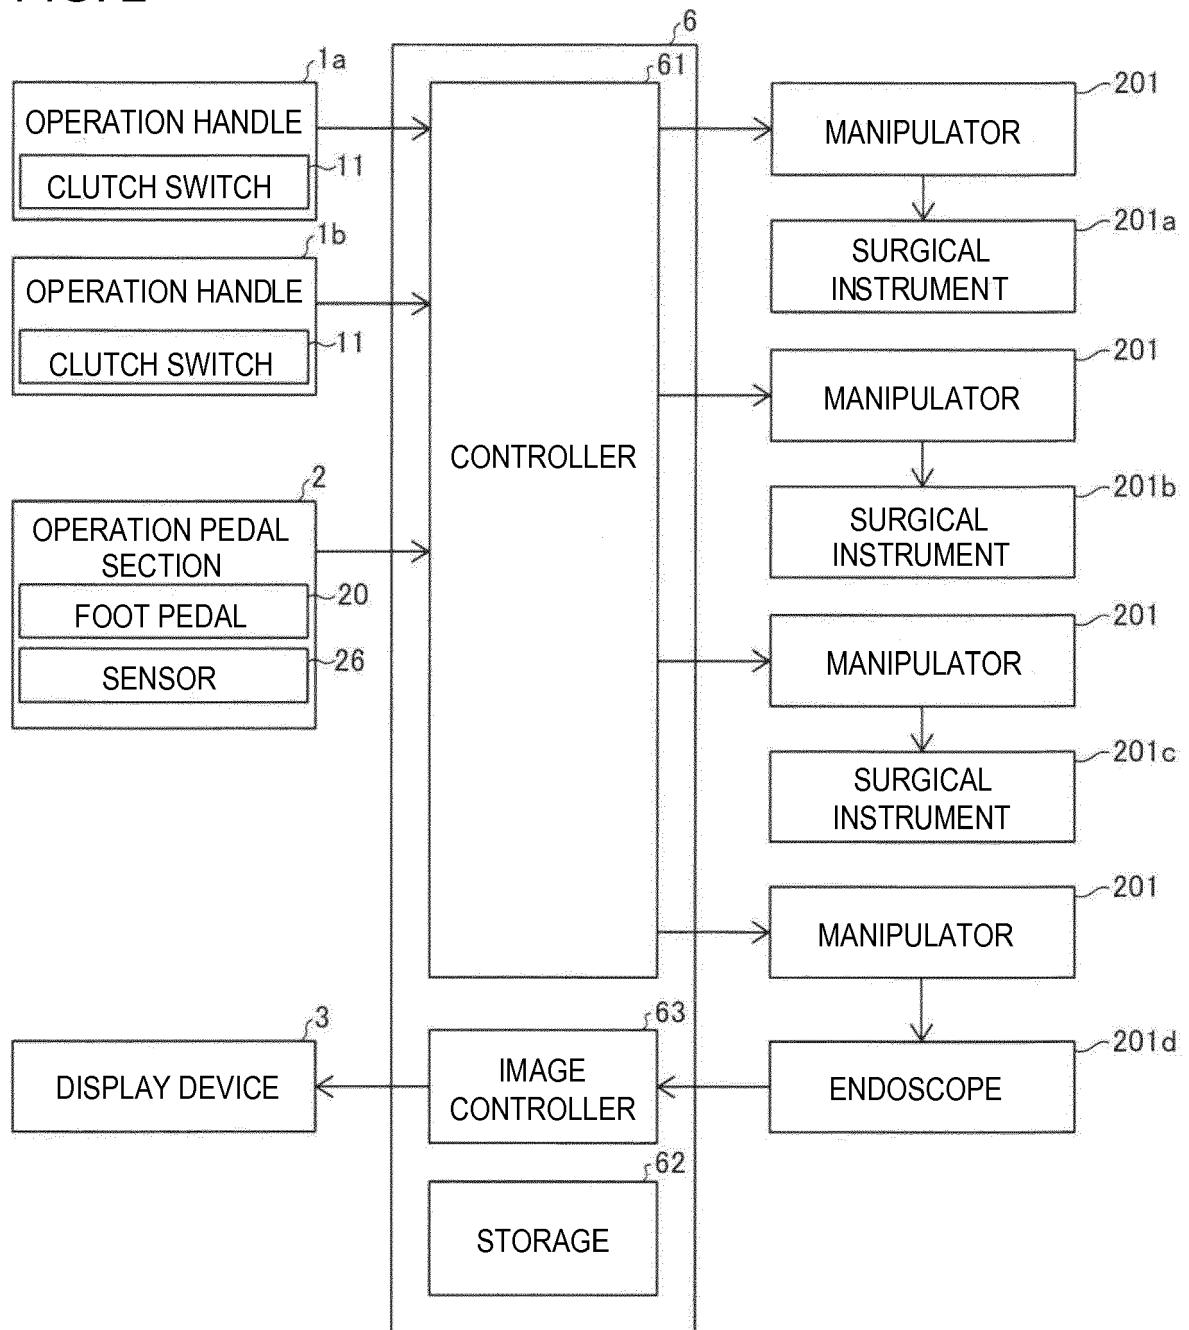 6
1a
OPERATION HANDLE
11
CLUTCH SWITCH
1b
OPERATION HANDLE
11
CLUTCH SWITCH
2
OPERATION PEDAL
SECTION
20
FOOT PEDAL
26
SENSOR
3
DISPLAY DEVICE
61
CONTROLLER
63
IMAGE
CONTROLLER
62
STORAGE
201
MANIPULATOR
201a
SURGICAL
INSTRUMENT
201
MANIPULATOR
201b
SURGICAL
INSTRUMENT
201
MANIPULATOR
201c
SURGICAL
INSTRUMENT
201
MANIPULATOR
201d
ENDOSCOPE